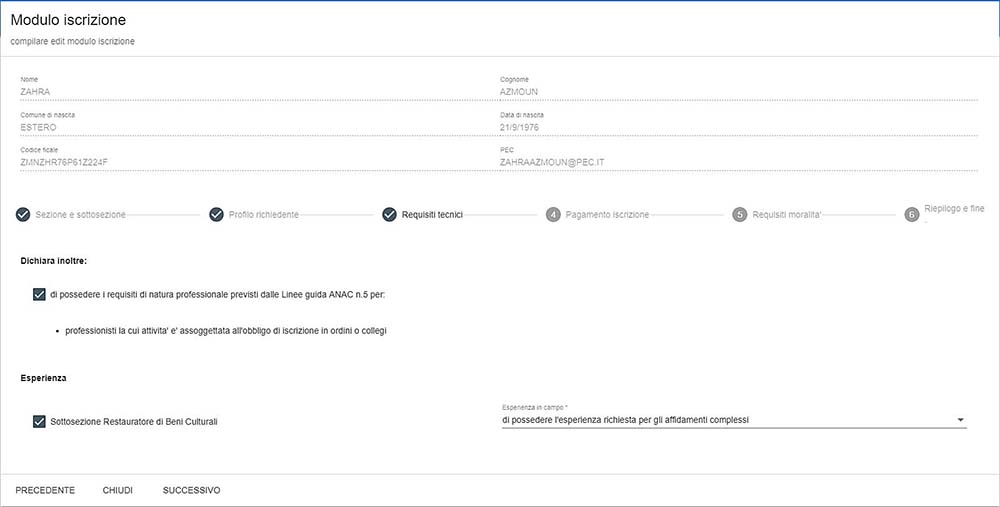 Modulo iscrizione
compilare edit modulo iscrizione
Nome
Cognome
ZAHRA
AZMOUN
Comune di nascita
Data di nascita
ESTERO
21/9/1976
Codice ficale
PEC
ZMNZHR76P61Z224F
ZAHRAAZMOUN@PEC.IT
Sezione e sottosezione
Profilo richiedente
Requisiti tecnici
4 Pagamento iscrizione
5 Requisiti moralita'
6 Riepilogo e fine
.
Dichiara inoltre:
di possedere i requisiti di natura professionale previsti dalle Linee guida ANAC n.5 per:
• professionisti la cui attivita' e' assoggettata all'obbligo di iscrizione in ordini o collegi
Esperienza
Sottosezione Restauratore di Beni Culturali
Esperienza in campo *
di possedere l'esperienza richiesta per gli affidamenti complessi
PRECEDENTE
CHIUDI
SUCCESSIVO